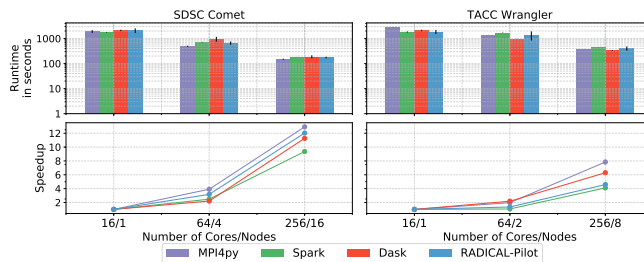 SDSC Comet
TACC Wrangler
Runtime
in seconds
1000
100
10
1
Speedup
12
10
8
6
4
2
16/1 64/4 256/16
16/1 64/2 256/8
Number of Cores/Nodes
Number of Cores/Nodes
MPI4py Spark Dask RADICAL-Pilot